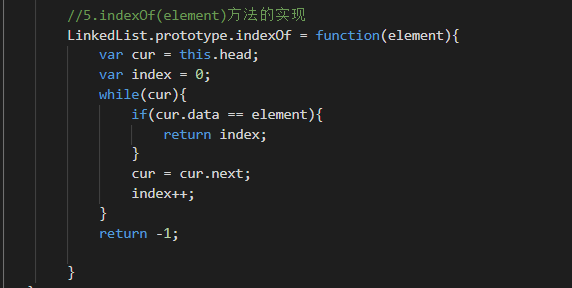 //5.indexOf(element)方法的实现
LinkedList.prototype.indexOf = function(element){
var cur = this.head;
var index = 0;
while(cur){
if(cur.data == element){
return index;
}
cur = cur.next;
index++;
}
return -1;
}